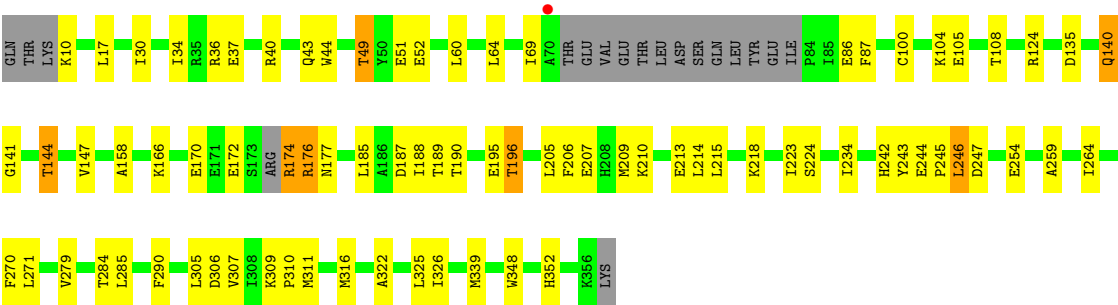 GLN THR LYS K10 L17 I30 I34 R35 R36 E37 R40 Q43 W44 T49 Y50 E51 E52 L60 L64 I69 A70 THR GLU VAL GLU THR LEU ASP SER GLN LEU TYR GLU ILE P84 I85 E86 F87 C100 K104 E105 T108 R124 D135 Q140
G141 T144 V147 A158 K166 E170 E171 E172 S173 ARG R174 R176 N177 L185 A186 D187 I188 T189 T190 E195 T196 L205 F206 E207 H208 M209 K210 E213 L214 L215 K218 I223 S224 I234 H242 Y243 E244 P245 L246 D247 E254 A259 I264
F270 L271 V279 T284 L285 F290 L305 D306 V307 I308 K309 P310 M311 M316 A322 L325 I326 M339 W348 H352 K356 LYS